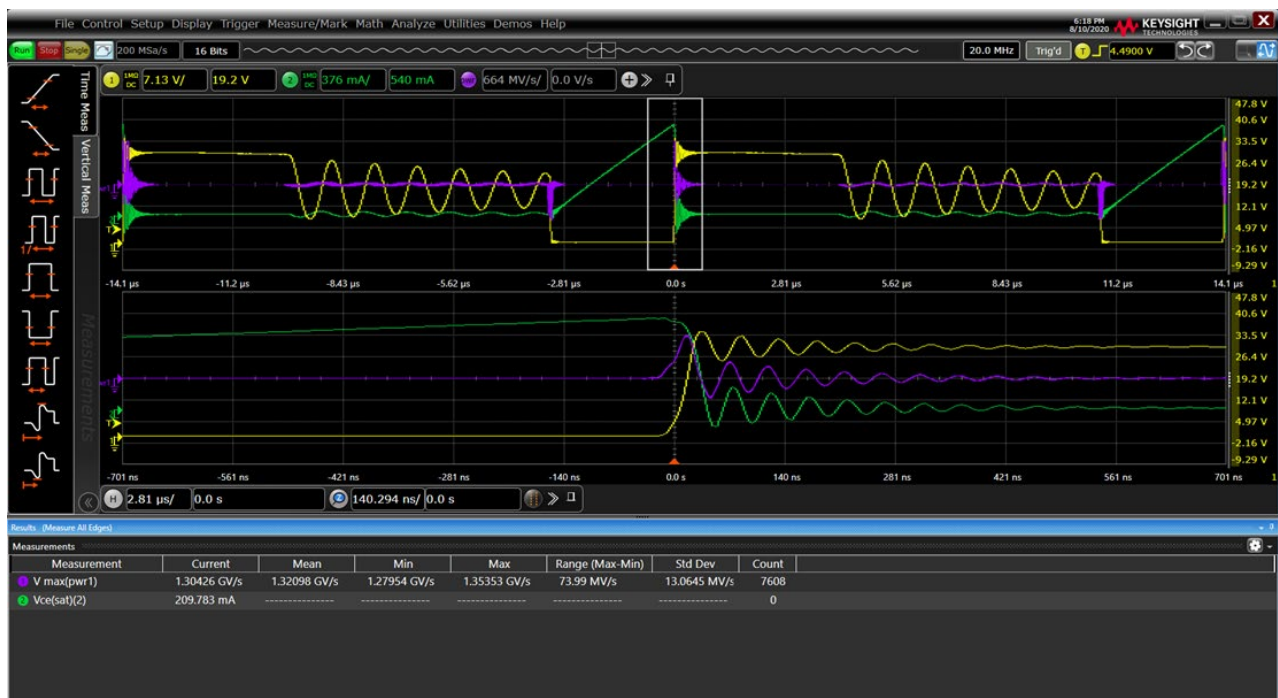 File Control Setup Display Trigger Measure/Mark Math Analyze Utilities Demos Help
6:18 PM
8/10/2020
KEYSIGHT
TECHNOLOGIES
Run Stop Single 200 MSa/s 16 Bits 20.0 MHz Trig'd T 4.4900 V
Time Meas
Vertical Meas
Measurements
1 1MΩ DC 7.13 V/ 19.2 V 2 1MΩ DC 376 mA/ 540 mA 664 MV/s/ 0.0 V/s
1/
47.8 V
40.6 V
33.5 V
26.4 V
19.2 V
12.1 V
4.97 V
-2.16 V
-9.29 V
-14.1 µs -11.2 µs -8.43 µs -5.62 µs -2.81 µs 0.0 s 2.81 µs 5.62 µs 8.43 µs 11.2 µs 14.1 µs 1
47.8 V
40.6 V
33.5 V
26.4 V
19.2 V
12.1 V
4.97 V
-2.16 V
-9.29 V
-701 ns -561 ns -421 ns -281 ns -140 ns 0.0 s 140 ns 281 ns 421 ns 561 ns 701 ns 1
H 2.81 µs/ 0.0 s 140.294 ns/ 0.0 s
Results (Measure All Edges)
Measurements
Measurement Current Mean Min Max Range (Max-Min) Std Dev Count
V max(pwr1) 1.30426 GV/s 1.32098 GV/s 1.27954 GV/s 1.35353 GV/s 73.99 MV/s 13.0645 MV/s 7608
2 Vce(sat)(2) 209.783 mA --------------- --------------- --------------- --------------- --------------- 0